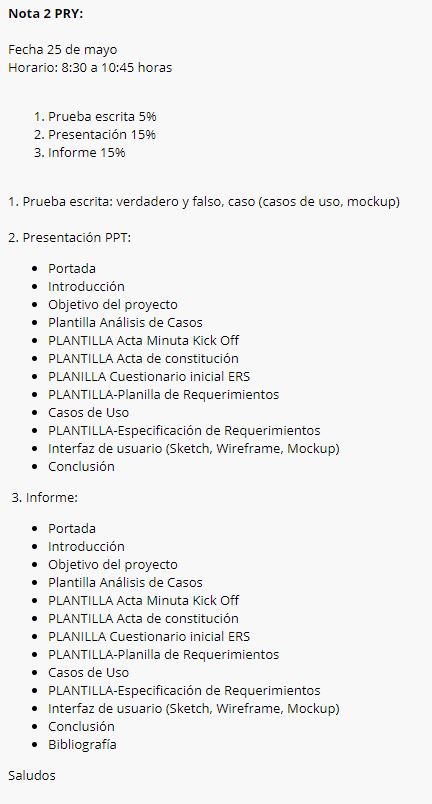 Nota 2 PRY:
Fecha 25 de mayo
Horario: 8:30 a 10:45 horas
1. Prueba escrita 5%
2. Presentación 15%
3. Informe 15%
1. Prueba escrita: verdadero y falso, caso (casos de uso, mockup)
2. Presentación PPT:
• Portada
• Introducción
• Objetivo del proyecto
• Plantilla Análisis de Casos
• PLANTILLA Acta Minuta Kick Off
• PLANTILLA Acta de constitución
• PLANILLA Cuestionario inicial ERS
• PLANTILLA-Planilla de Requerimientos
• Casos de Uso
• PLANTILLA-Especificación de Requerimientos
• Interfaz de usuario (Sketch, Wireframe, Mockup)
• Conclusión
3. Informe:
• Portada
• Introducción
• Objetivo del proyecto
• Plantilla Análisis de Casos
• PLANTILLA Acta Minuta Kick Off
• PLANTILLA Acta de constitución
• PLANILLA Cuestionario inicial ERS
• PLANTILLA-Planilla de Requerimientos
• Casos de Uso
• PLANTILLA-Especificación de Requerimientos
• Interfaz de usuario (Sketch, Wireframe, Mockup)
• Conclusión
• Bibliografía
Saludos